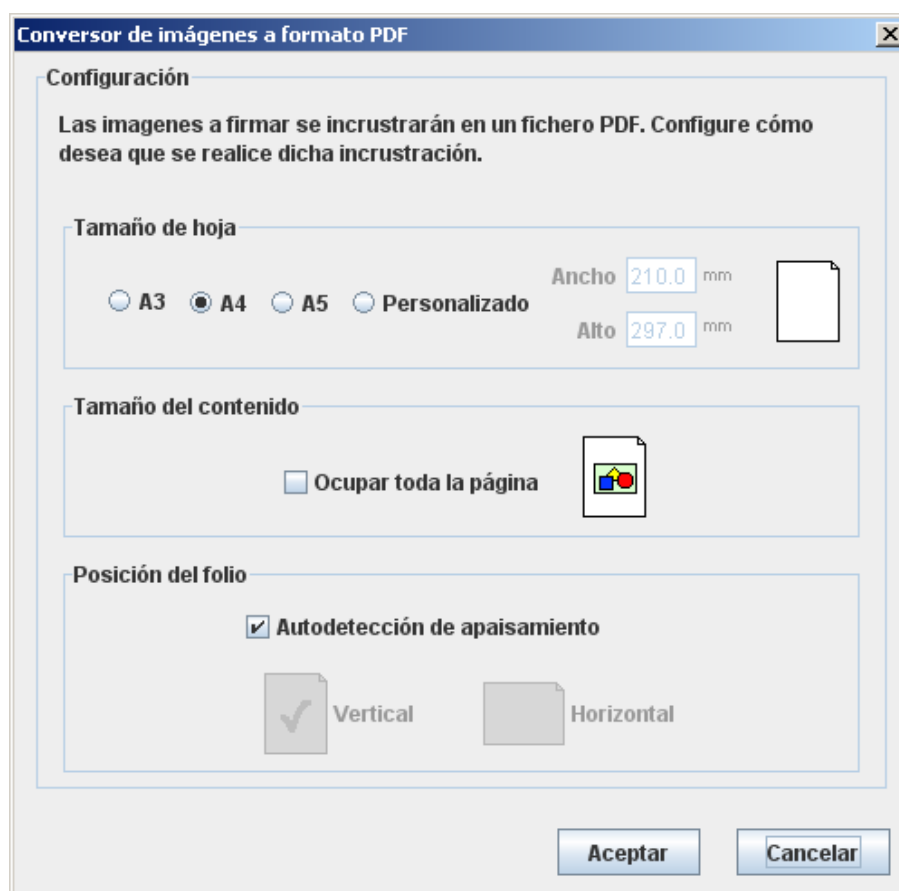 Conversor de imágenes a formato PDF
Configuración
Las imagenes a firmar se incrustrarán en un fichero PDF. Configure cómo
desea que se realice dicha incrustración.
Tamaño de hoja
A3 A4 A5 Personalizado
Ancho 210.0 mm
Alto 297.0 mm
Tamaño del contenido
Ocupar toda la página
Posición del folio
Autodetección de apaisamiento
Vertical Horizontal
Aceptar Cancelar